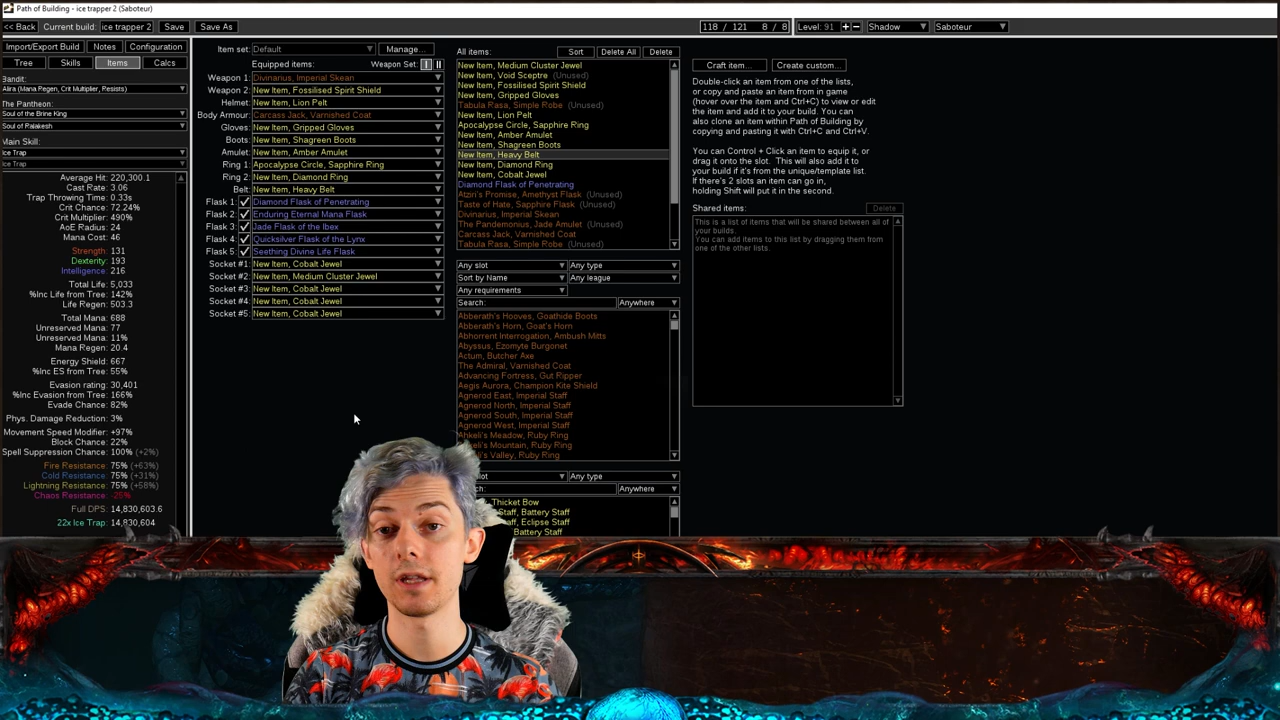 Path of Building - ice trapper 2 (Saboteur)
<< Back Current build: ice trapper 2 Save Save As 118 / 121 8 / 8 Level: 91 + - Shadow Saboteur
Import/Export Build Notes Configuration
Tree Skills Items Calcs
Bandit:
Alira (Mana Regen, Crit Multiplier, Resists)
The Pantheon:
Soul of the Brine King
Soul of Ralakesh
Main Skill:
Ice Trap
Ice Trap
Average Hit: 220,300.1
Cast Rate: 3.06
Trap Throwing Time: 0.33s
Crit Chance: 72.24%
Crit Multiplier: 490%
AoE Radius: 24
Mana Cost: 46
Strength: 131
Dexterity: 193
Intelligence: 216
Total Life: 5,033
%Inc Life from Tree: 142%
Life Regen: 503.3
Total Mana: 688
Unreserved Mana: 77
Unreserved Mana: 11%
Mana Regen: 20.4
Energy Shield: 667
%Inc ES from Tree: 55%
Evasion rating: 30,401
%Inc Evasion from Tree: 166%
Evade Chance: 82%
Phys. Damage Reduction: 3%
Movement Speed Modifier: +97%
Block Chance: 22%
Spell Suppression Chance: 100% (+2%)
Fire Resistance: 75% (+63%)
Cold Resistance: 75% (+31%)
Lightning Resistance: 75% (+58%)
Chaos Resistance: -25%
Full DPS: 14,830,603.6
22x Ice Trap: 14,830,604
Item set: Default Manage...
Equipped items: Weapon Set: I II
Weapon 1: Divinarius, Imperial Skean
Weapon 2: New Item, Fossilised Spirit Shield
Helmet: New Item, Lion Pelt
Body Armour: Carcass Jack, Varnished Coat
Gloves: New Item, Gripped Gloves
Boots: New Item, Shagreen Boots
Amulet: New Item, Amber Amulet
Ring 1: Apocalypse Circle, Sapphire Ring
Ring 2: New Item, Diamond Ring
Belt: New Item, Heavy Belt
Flask 1: Diamond Flask of Penetrating
Flask 2: Enduring Eternal Mana Flask
Flask 3: Jade Flask of the Ibex
Flask 4: Quicksilver Flask of the Lynx
Flask 5: Seething Divine Life Flask
Socket #1: New Item, Cobalt Jewel
Socket #2: New Item, Medium Cluster Jewel
Socket #3: New Item, Cobalt Jewel
Socket #4: New Item, Cobalt Jewel
Socket #5: New Item, Cobalt Jewel
All items: Sort Delete All Delete
New Item, Medium Cluster Jewel
New Item, Void Sceptre (Unused)
New Item, Fossilised Spirit Shield
New Item, Gripped Gloves
Tabula Rasa, Simple Robe (Unused)
New Item, Lion Pelt
Apocalypse Circle, Sapphire Ring
New Item, Amber Amulet
New Item, Shagreen Boots
New Item, Heavy Belt
New Item, Diamond Ring
New Item, Cobalt Jewel
Diamond Flask of Penetrating
Atziri's Promise, Amethyst Flask (Unused)
Taste of Hate, Sapphire Flask (Unused)
Divinarius, Imperial Skean
The Pandemonius, Jade Amulet (Unused)
Carcass Jack, Varnished Coat
Tabula Rasa, Simple Robe (Unused)
Any slot Any type
Sort by Name Any league
Any requirements
Search: Anywhere
Abberath's Hooves, Goathide Boots
Abberath's Horn, Goat's Horn
Abhorrent Interrogation, Ambush Mitts
Abyssus, Ezomyte Burgonet
Actum, Butcher Axe
The Admiral, Varnished Coat
Advancing Fortress, Gut Ripper
Aegis Aurora, Champion Kite Shield
Agnerod East, Imperial Staff
Agnerod North, Imperial Staff
Agnerod South, Imperial Staff
Agnerod West, Imperial Staff
Ahkeli's Meadow, Ruby Ring
Ahkeli's Mountain, Ruby Ring
Valley, Ruby Ring
slot Any type
Anywhere
Thicket Bow
Staff, Battery Staff
Eclipse Staff
Battery Staff
Craft item... Create custom...
Double-click an item from one of the lists,
or copy and paste an item from in game
(hover over the item and Ctrl+C) to view or edit
the item and add it to your build. You can
also clone an item within Path of Building by
copying and pasting it with Ctrl+C and Ctrl+V.
You can Control + Click an item to equip it, or
drag it onto the slot. This will also add it to
your build if it's from the unique/template list.
If there's 2 slots an item can go in,
holding Shift will put it in the second.
Shared items: Delete
This is a list of items that will be shared between all of
your builds.
You can add items to this list by dragging them from
one of the other lists.